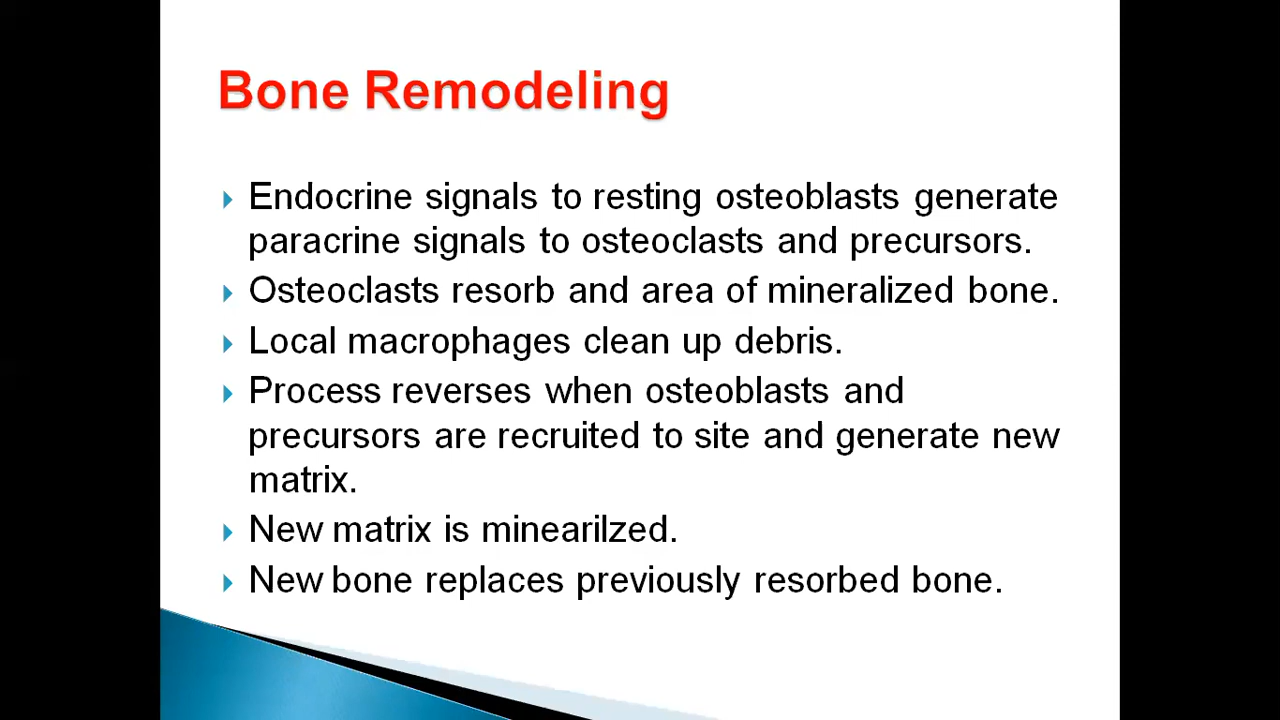 Bone Remodeling
Endocrine signals to resting osteoblasts generate
paracrine signals to osteoclasts and precursors.
Osteoclasts resorb and area of mineralized bone.
Local macrophages clean up debris.
Process reverses when osteoblasts and
precursors are recruited to site and generate new
matrix.
New matrix is minearilzed.
New bone replaces previously resorbed bone.